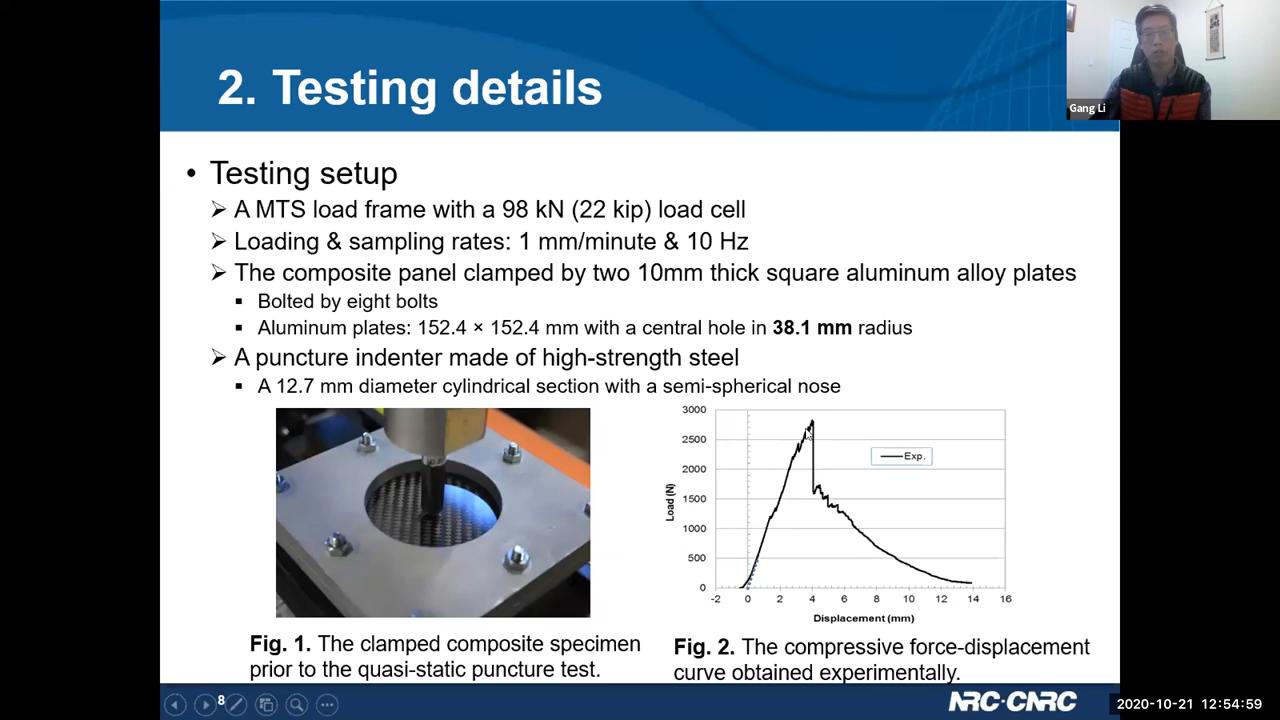 2. Testing details
Gang Li
• Testing setup
➢ A MTS load frame with a 98 kN (22 kip) load cell
➢ Loading & sampling rates: 1 mm/minute & 10 Hz
➢ The composite panel clamped by two 10mm thick square aluminum alloy plates
▪ Bolted by eight bolts
▪ Aluminum plates: 152.4 × 152.4 mm with a central hole in 38.1 mm radius
➢ A puncture indenter made of high-strength steel
▪ A 12.7 mm diameter cylindrical section with a semi-spherical nose
3000
2500
2000
1500
1000
500
0
Load (N)
Exp.
-2 0 2 4 6 8 10 12 14 16
Displacement (mm)
Fig. 1. The clamped composite specimen
prior to the quasi-static puncture test.
Fig. 2. The compressive force-displacement
curve obtained experimentally.
8
NRC·CNRC
2020-10-21 12:54:59